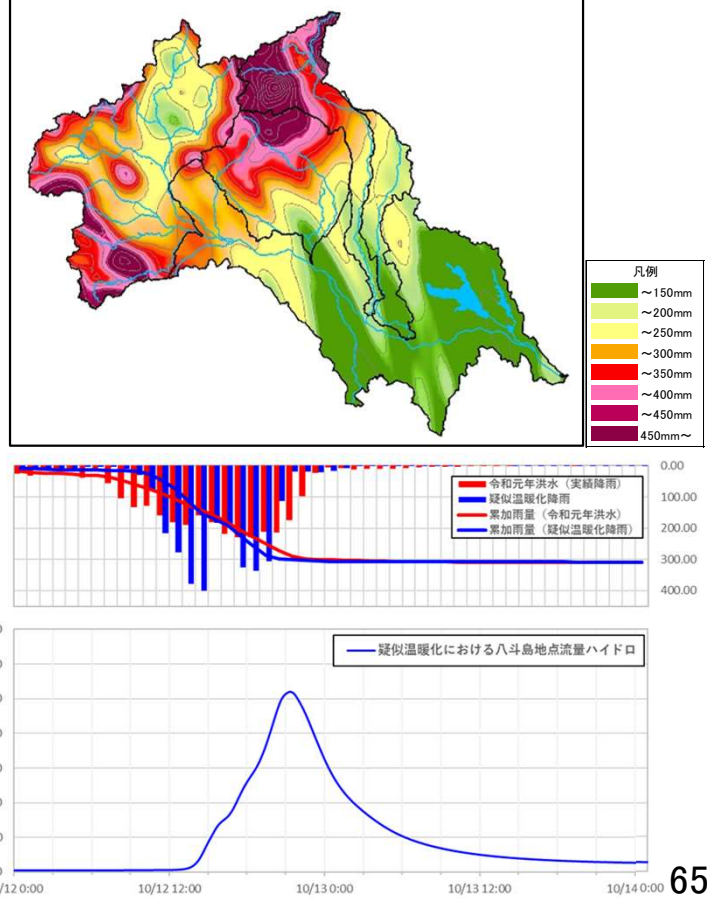 凡例
～150mm
～200mm
～250mm
～300mm
～350mm
～400mm
～450mm
450mm～
0.00
100.00
200.00
300.00
400.00
令和元年洪水（実績降雨）
疑似温暖化降雨
累加雨量（令和元年洪水）
累加雨量（疑似温暖化降雨）
疑似温暖化における八斗島地点流量ハイドロ
/12 0:00
10/12 12:00
10/13 0:00
10/13 12:00
10/14 0:00
65